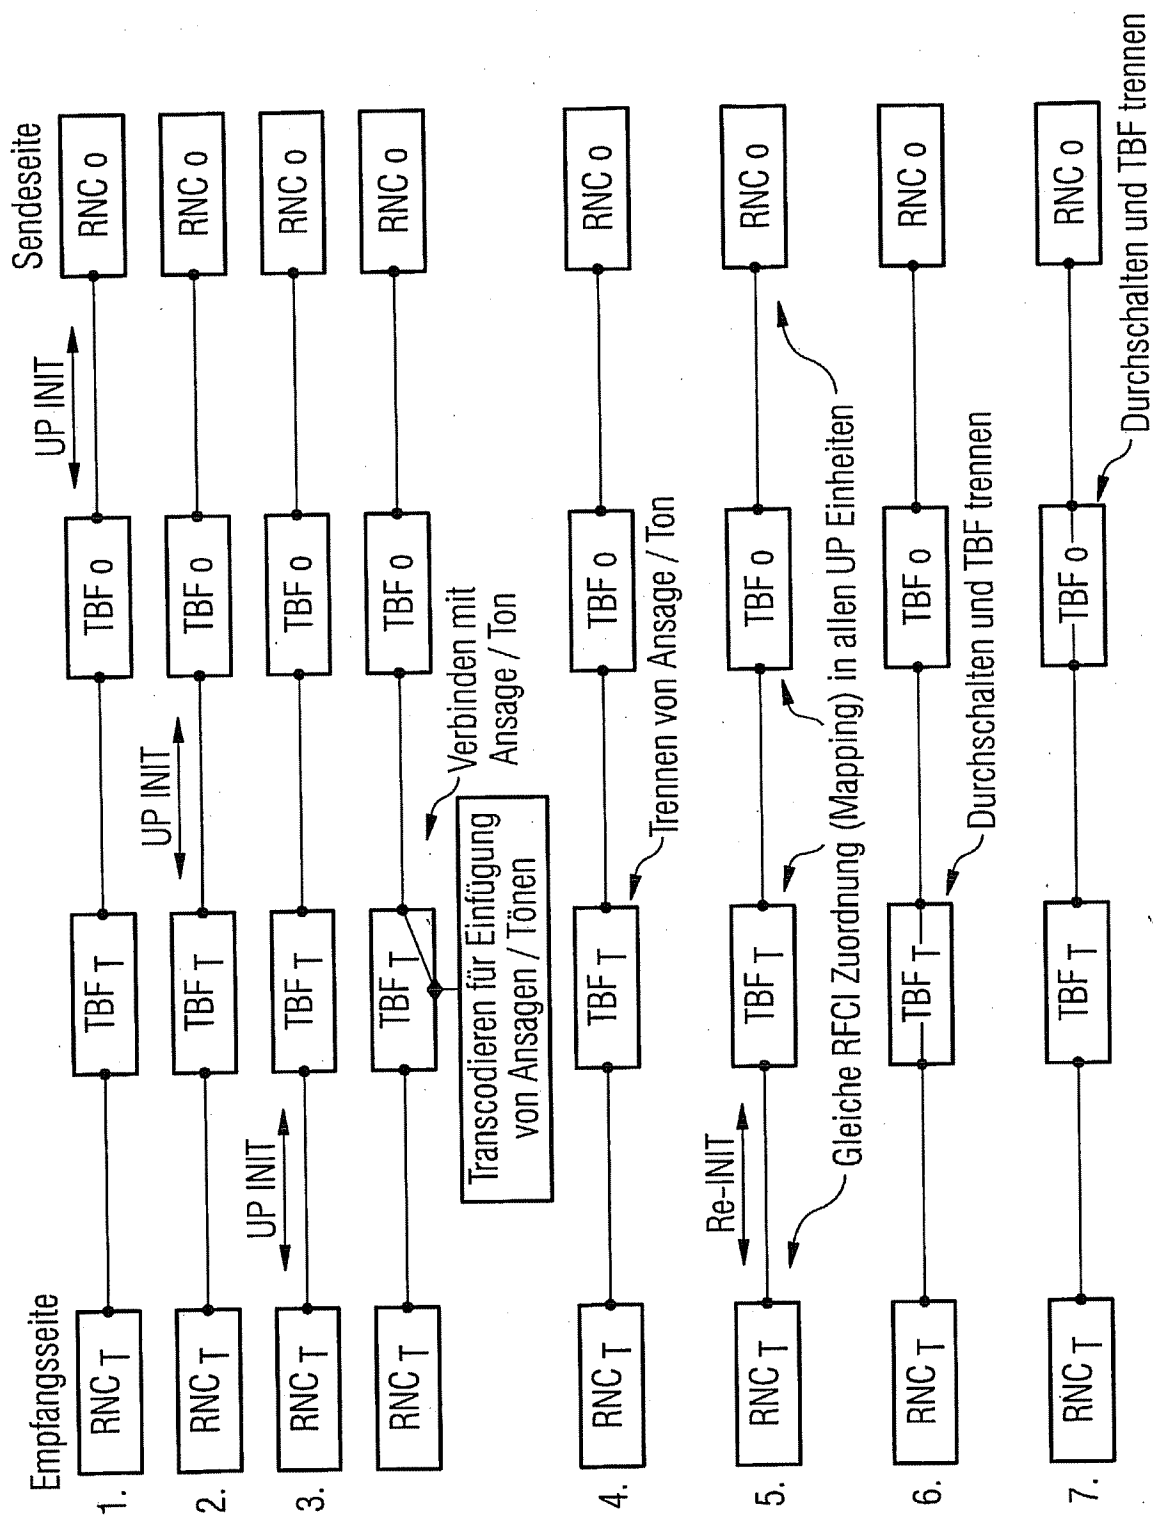 Empfangsseite
Sendeseite
UP INIT
1.
RNC T
TBF T
TBF O
RNC O
UP INIT
2.
RNC T
TBF T
TBF O
RNC O
UP INIT
3.
RNC T
TBF T
TBF O
RNC O
RNC T
TBF T
TBF O
RNC O
Verbinden mit
Ansage / Ton
Transcodieren für Einfügung
von Ansagen / Tönen
4.
RNC T
TBF T
TBF O
RNC O
Trennen von Ansage / Ton
Re-INIT
5.
RNC T
TBF T
TBF O
RNC O
Gleiche RFCI Zuordnung (Mapping) in allen UP Einheiten
6.
RNC T
TBF T
TBF O
RNC O
Durchschalten und TBF trennen
7.
RNC T
TBF T
TBF O
RNC O
Durchschalten und TBF trennen